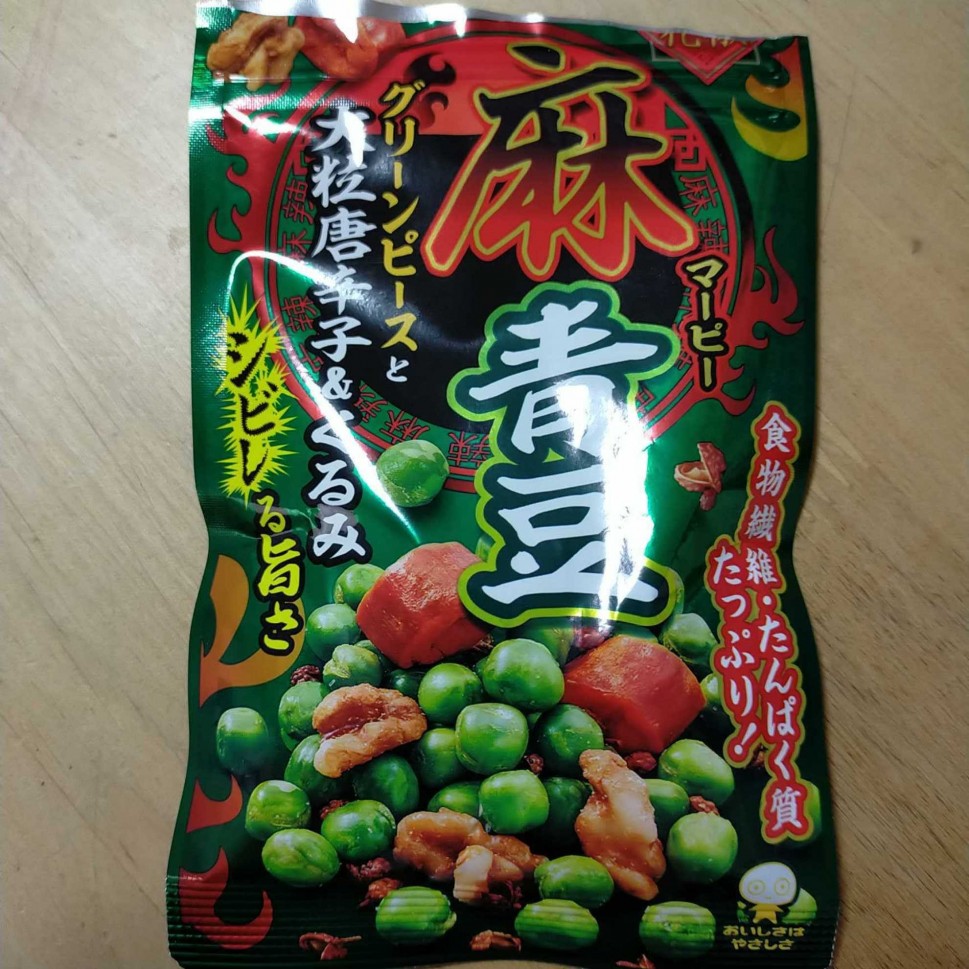 麻
青豆
マーピー
グリーンピースと
大粒唐辛子&くるみ
シビレる旨さ
食物繊維・たんぱく質
たっぷり!
おいしさは
やさしさ